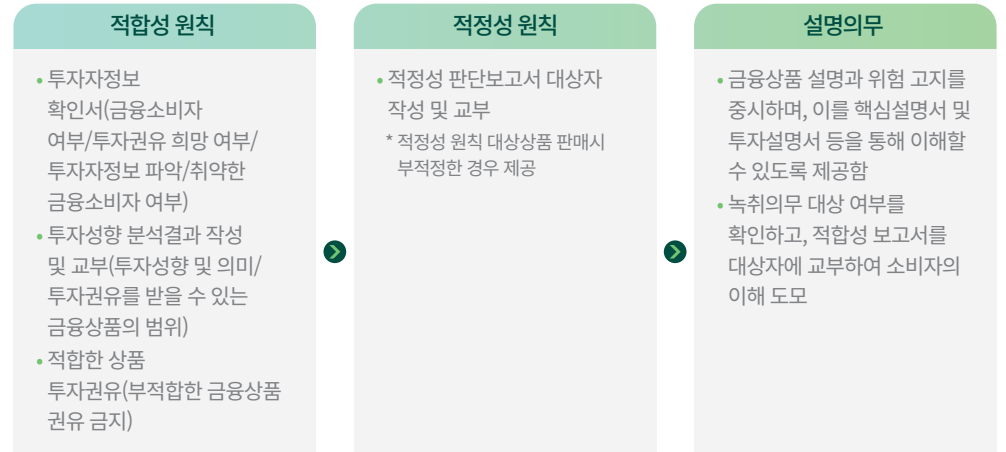 적합성 원칙
• 투자자정보
확인서(금융소비자
여부/투자권유 희망 여부/
투자자정보 파악/취약한
금융소비자 여부)
• 투자성향 분석결과 작성
및 교부(투자성향 및 의미/
투자권유를 받을 수 있는
금융상품의 범위)
• 적합한 상품
투자권유(부적합한 금융상품
권유 금지)
적정성 원칙
• 적정성 판단보고서 대상자
작성 및 교부
* 적정성 원칙 대상상품 판매시
부적정한 경우 제공
설명의무
• 금융상품 설명과 위험 고지를
중시하며, 이를 핵심설명서 및
투자설명서 등을 통해 이해할
수 있도록 제공함
• 녹취의무 대상 여부를
확인하고, 적합성 보고서를
대상자에 교부하여 소비자의
이해 도모